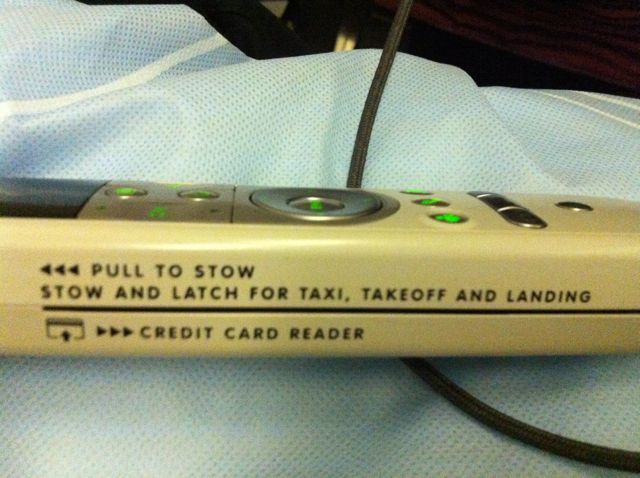 ◄◄◄ PULL TO STOW
STOW AND LATCH FOR TAXI, TAKEOFF AND LANDING
►►► CREDIT CARD READER